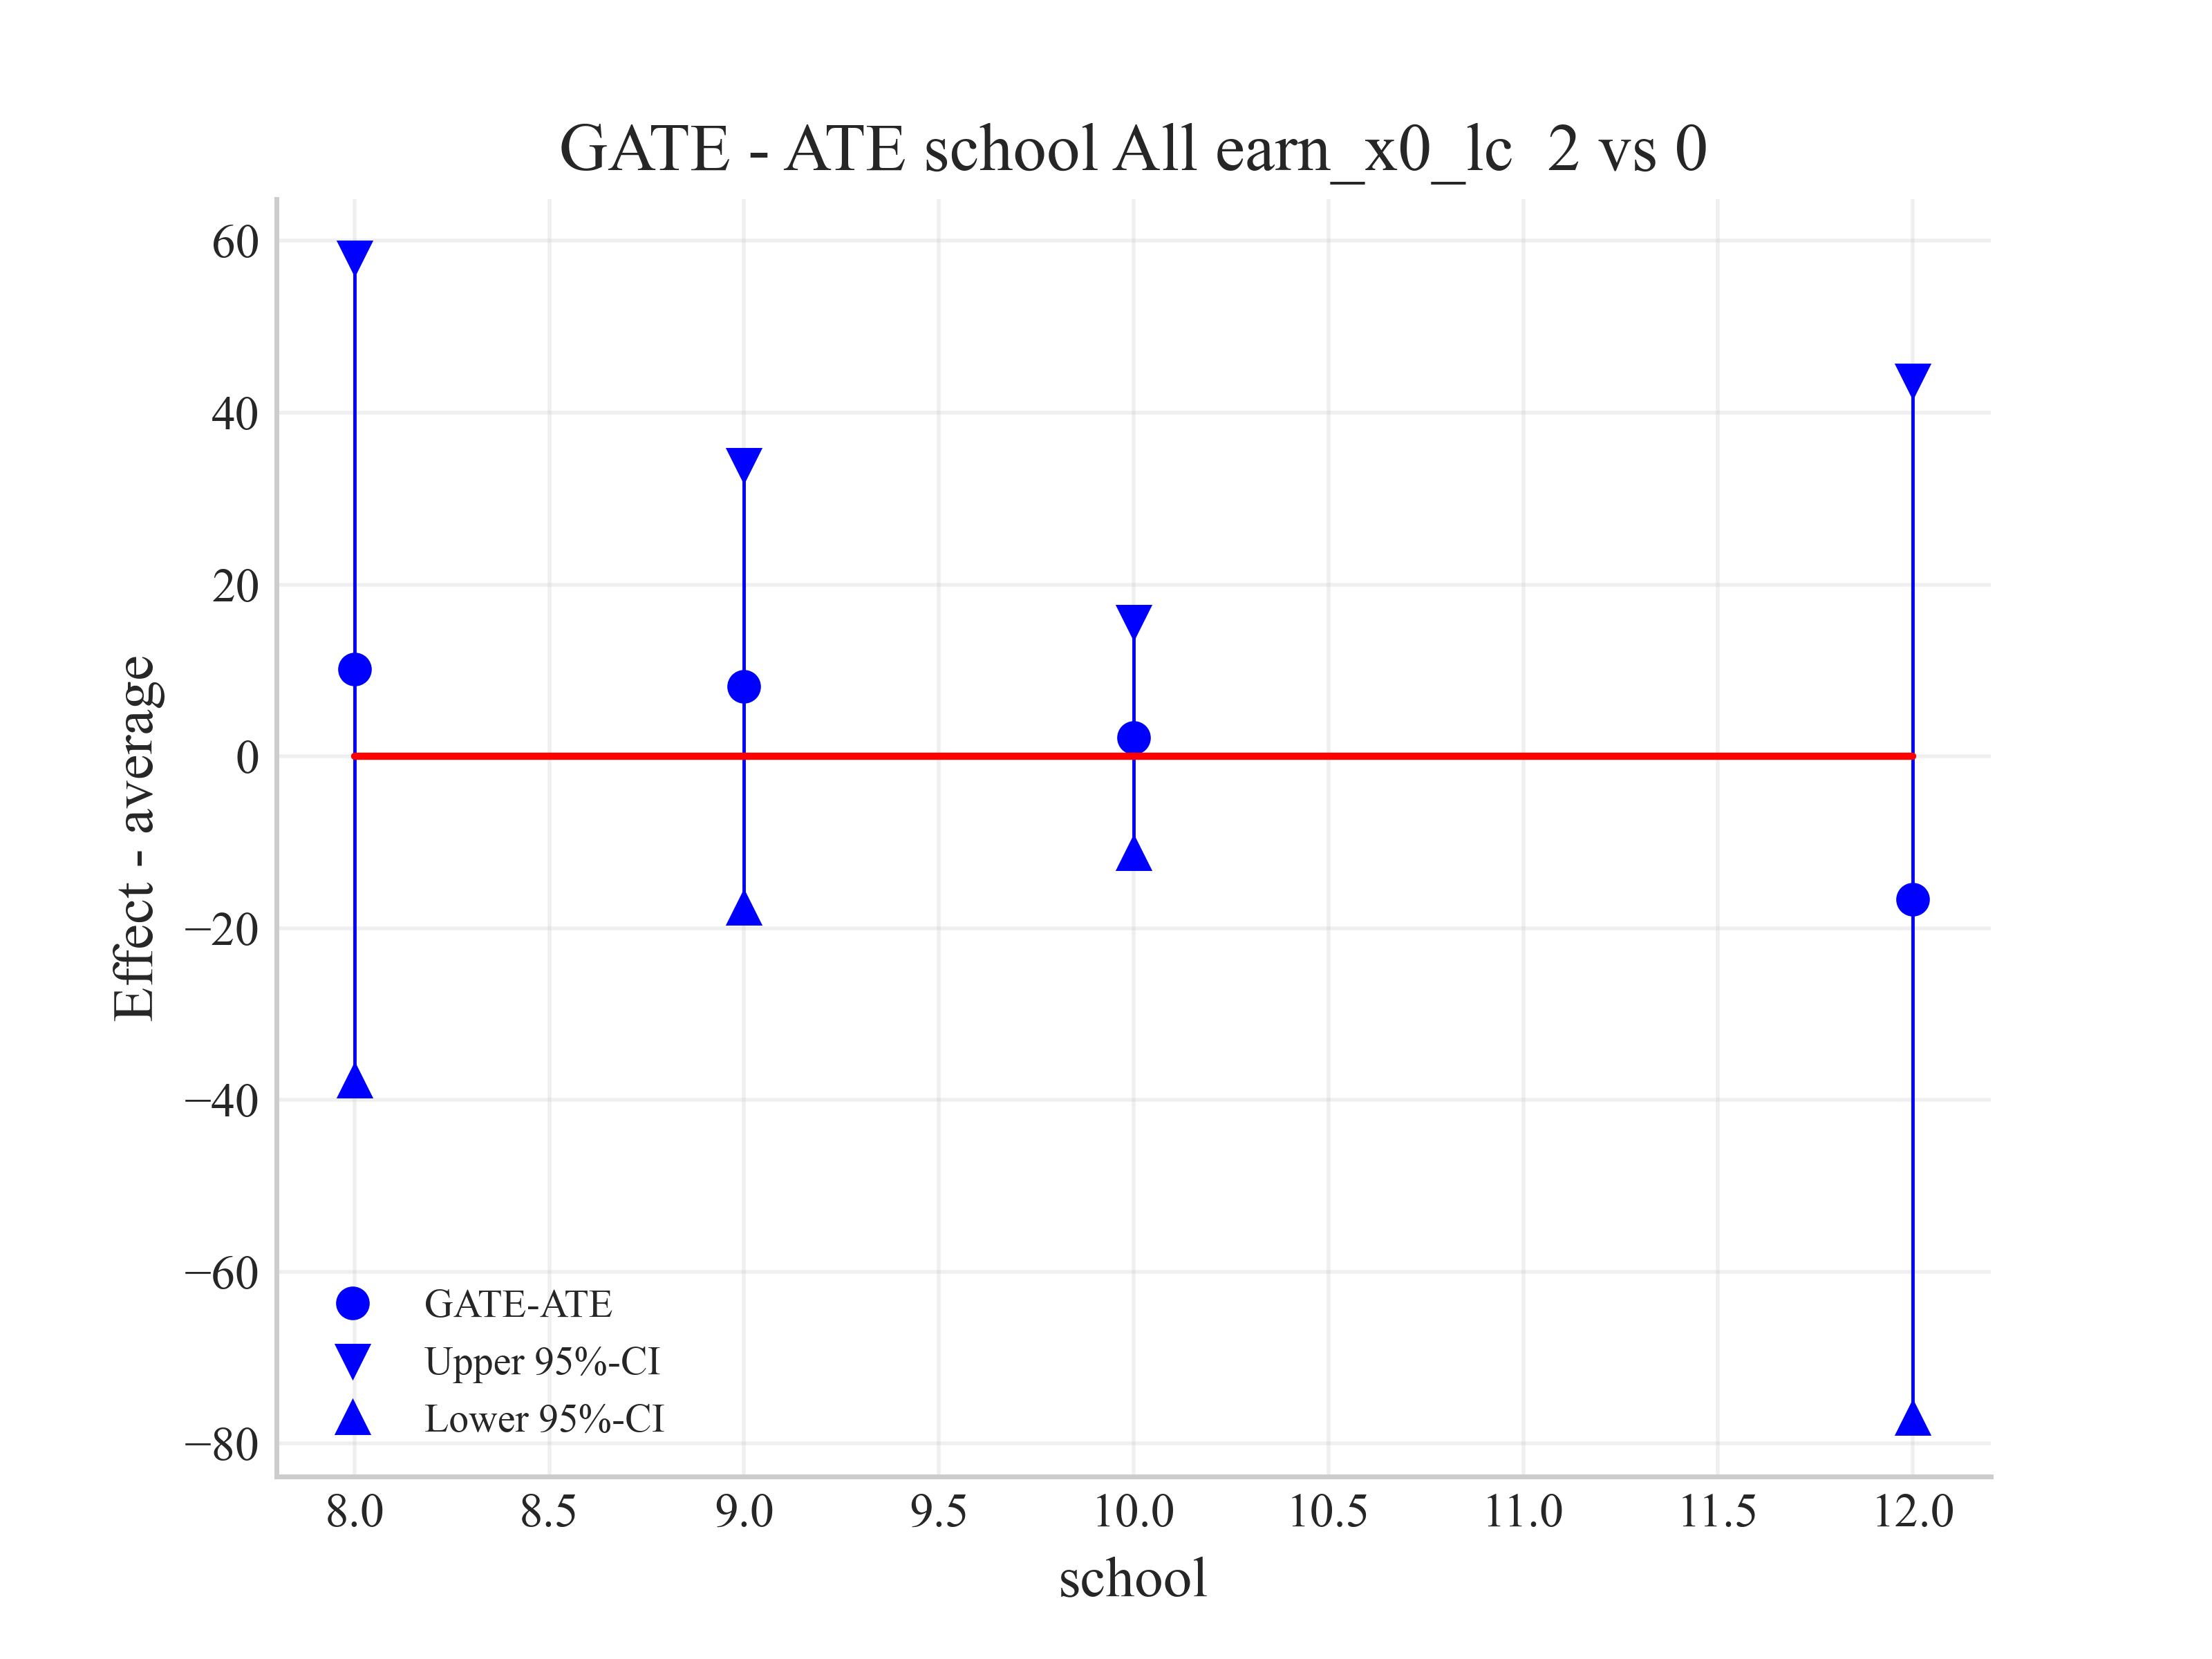 GATE - ATE school All earn_x0_lc  2 vs 0
Effect - average
60
40
20
0
−20
−40
−60
−80
GATE-ATE
Upper 95%-CI
Lower 95%-CI
8.0 8.5 9.0 9.5 10.0 10.5 11.0 11.5 12.0
school